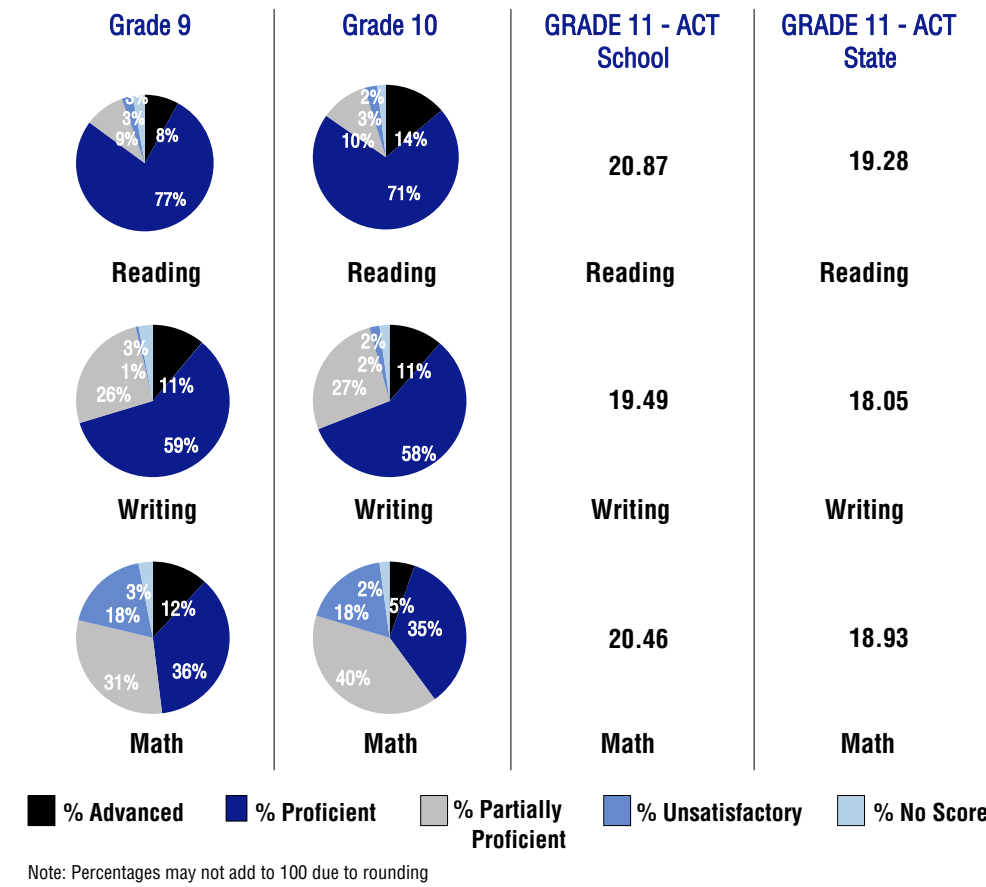 Grade 9
Grade 10
GRADE 11 - ACT
School
GRADE 11 - ACT
State
3%
3%
9%
8%
77%
2%
3%
10%
14%
71%
20.87
19.28
Reading
Reading
Reading
Reading
3%
1%
26%
11%
59%
2%
2%
27%
11%
58%
19.49
18.05
Writing
Writing
Writing
Writing
3%
18%
12%
31%
36%
2%
18%
5%
35%
40%
20.46
18.93
Math
Math
Math
Math
% Advanced
% Proficient
% Partially
Proficient
% Unsatisfactory
% No Score
Note: Percentages may not add to 100 due to rounding